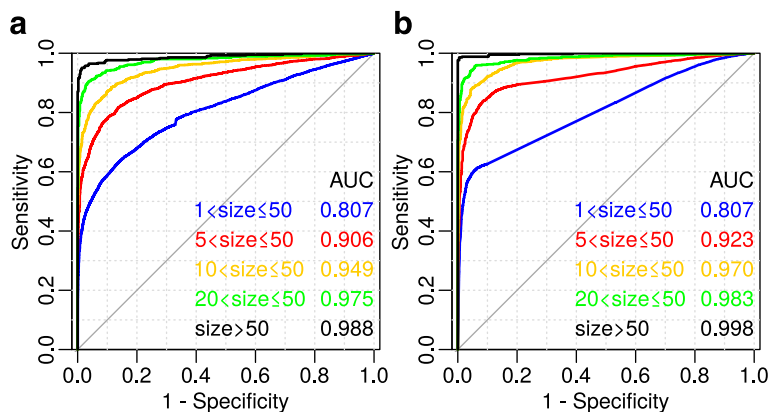 a
Sensitivity
1.0
0.8
0.6
0.4
0.2
0.0
AUC
1<size≤50 0.807
5<size≤50 0.906
10<size≤50 0.949
20<size≤50 0.975
size>50 0.988
0.0 0.2 0.4 0.6 0.8 1.0
1 - Specificity
b
Sensitivity
1.0
0.8
0.6
0.4
0.2
0.0
AUC
1<size≤50 0.807
5<size≤50 0.923
10<size≤50 0.970
20<size≤50 0.983
size>50 0.998
0.0 0.2 0.4 0.6 0.8 1.0
1 - Specificity